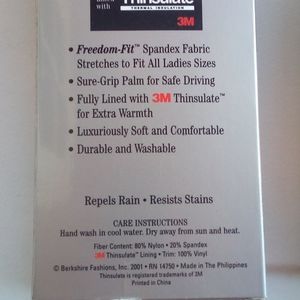 lined
with
Thinsulate
THERMAL INSULATION
3M
• Freedom-Fit™ Spandex Fabric
Stretches to Fit All Ladies Sizes
• Sure-Grip Palm for Safe Driving
• Fully Lined with 3M Thinsulate™
for Extra Warmth
• Luxuriously Soft and Comfortable
• Durable and Washable
Repels Rain • Resists Stains
CARE INSTRUCTIONS
Hand wash in cool water. Dry away from sun and heat.
Fiber Content: 80% Nylon • 20% Spandex
3M Thinsulate™ Lining • Trim: 100% Vinyl
© Berkshire Fashions, Inc. 2001 • RN 14750 • Made in The Philippines
Thinsulate is registered trademarks of 3M
Printed in China